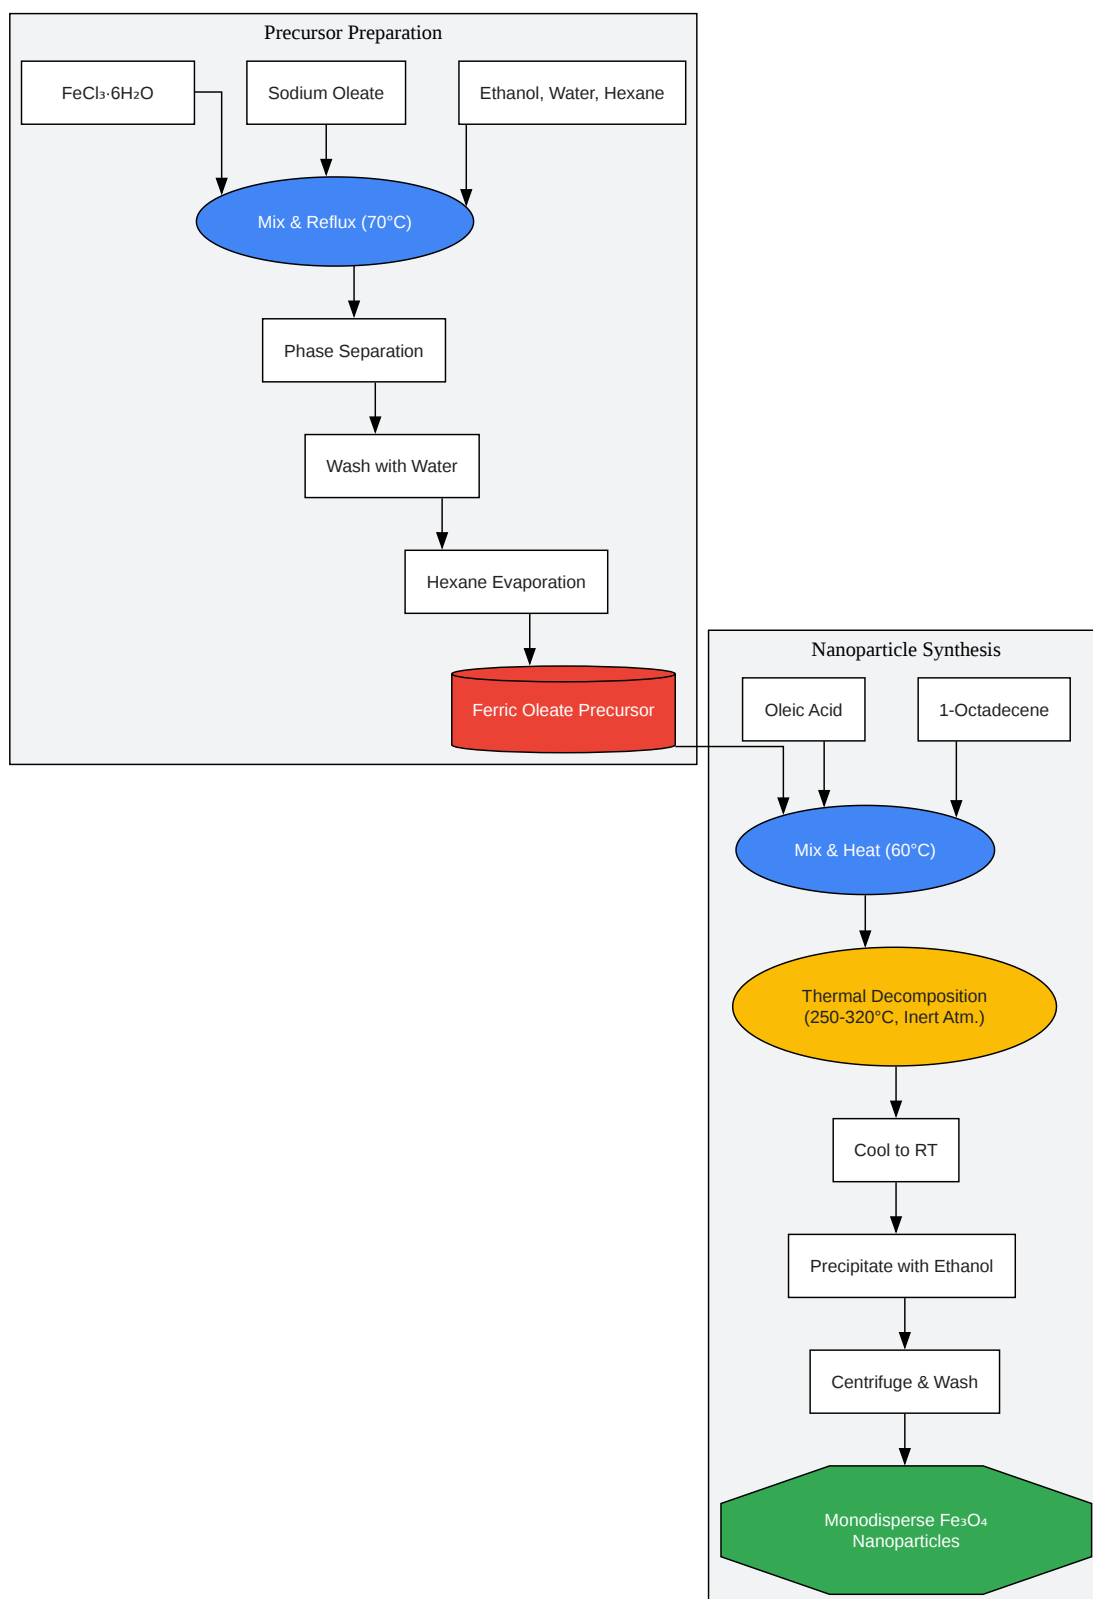 Precursor Preparation
FeCl₃·6H₂O
Sodium Oleate
Ethanol, Water, Hexane
Mix & Reflux (70°C)
Phase Separation
Wash with Water
Hexane Evaporation
Ferric Oleate Precursor
Nanoparticle Synthesis
Oleic Acid
1-Octadecene
Mix & Heat (60°C)
Thermal Decomposition
(250-320°C, Inert Atm.)
Cool to RT
Precipitate with Ethanol
Centrifuge & Wash
Monodisperse Fe₃O₄
Nanoparticles